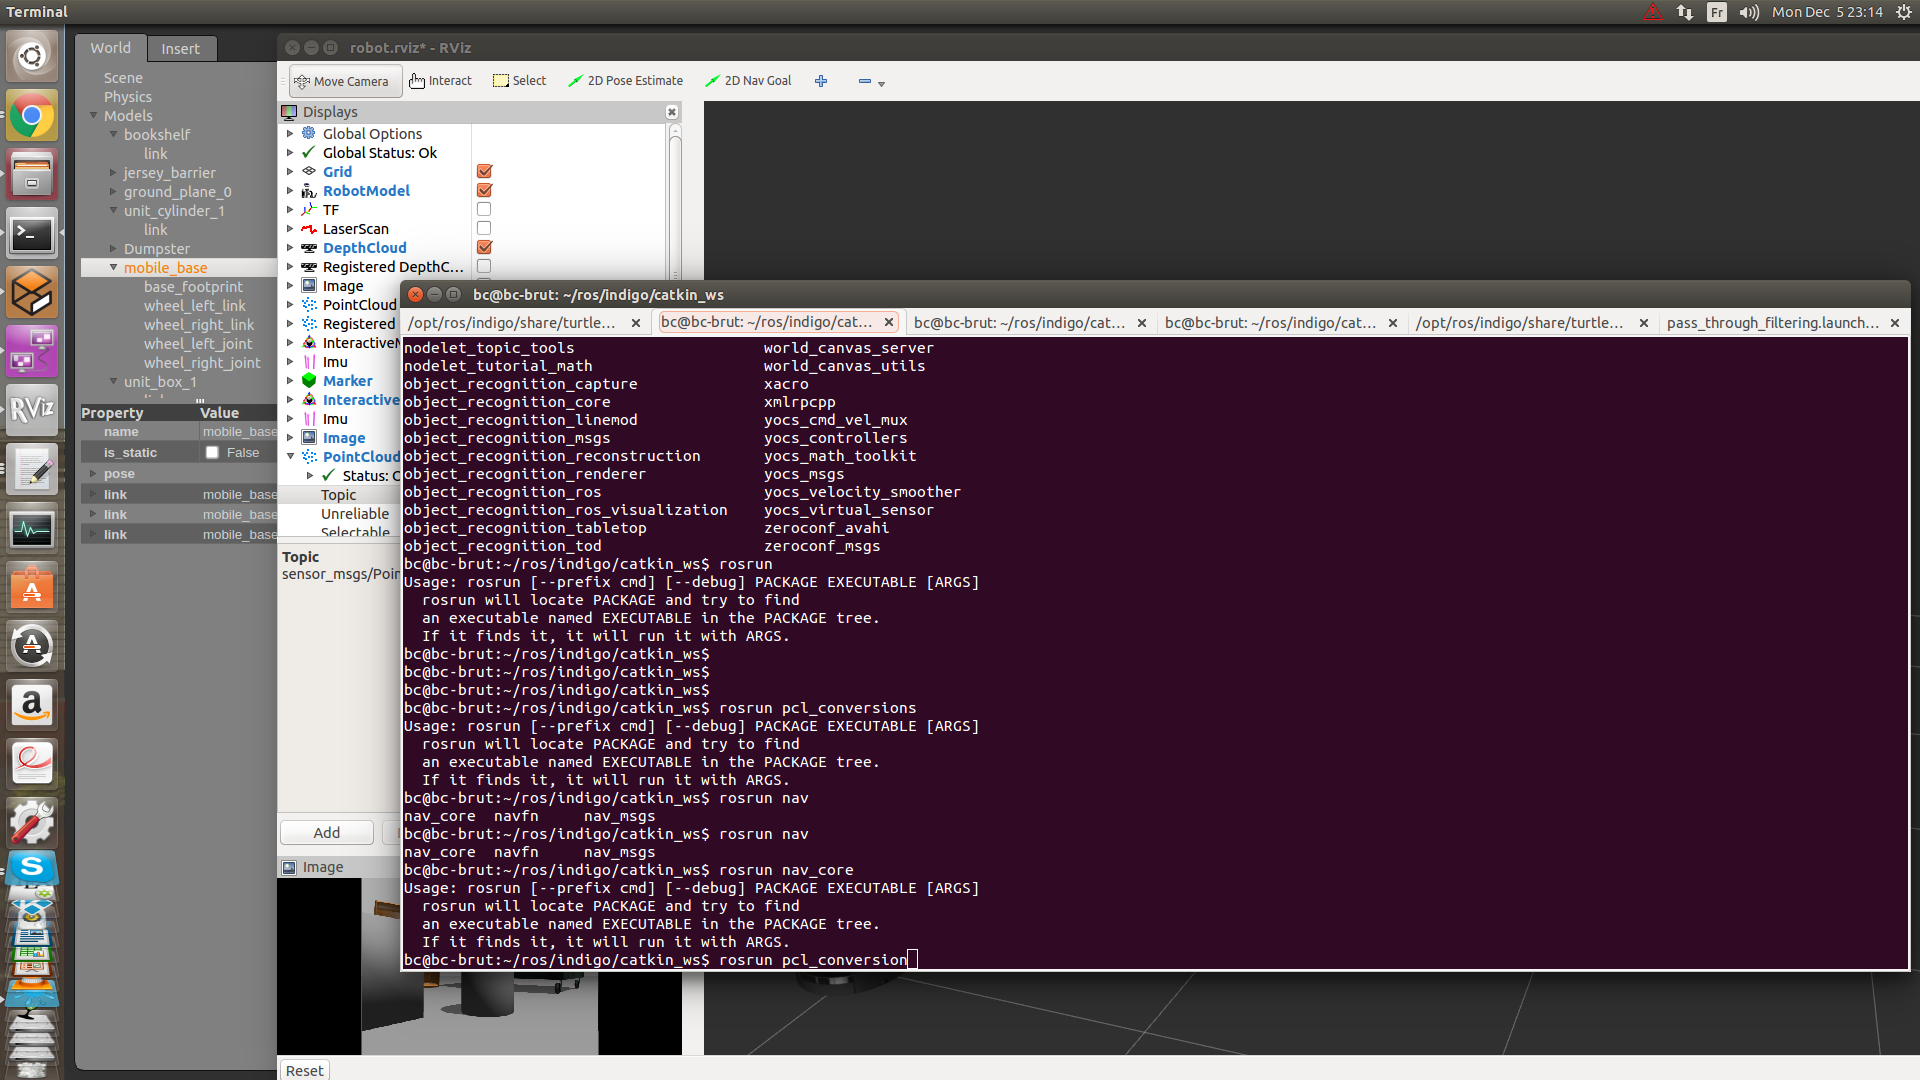 Terminal
Fr
Mon Dec 5 23:14
World
Insert
Scene
Physics
Models
bookshelf
link
jersey_barrier
ground_plane_0
unit_cylinder_1
link
Dumpster
mobile_base
base_footprint
wheel_left_link
wheel_right_link
wheel_left_joint
wheel_right_joint
unit_box_1
Property Value
name mobile_base
is_static False
pose
link mobile_base
link mobile_base
link mobile_base
RViz
robot.rviz* - RViz
Move Camera Interact Select 2D Pose Estimate 2D Nav Goal
Displays
Global Options
Global Status: Ok
Grid
RobotModel
TF
LaserScan
DepthCloud
Registered DepthC...
Image
PointCloud
Registered
Interactive
Imu
Marker
Interactive
Imu
Image
PointCloud
Status:
Topic
Unreliable
Selectable
Topic
sensor_msgs/Poi
Add
Image
Reset
bc@bc-brut: ~/ros/indigo/catkin_ws
/opt/ros/indigo/share/turtle... bc@bc-brut: ~/ros/indigo/cat... bc@bc-brut: ~/ros/indigo/cat... bc@bc-brut: ~/ros/indigo/cat... /opt/ros/indigo/share/turtle... pass_through_filtering.launch...
nodelet_topic_tools world_canvas_server
nodelet_tutorial_math world_canvas_utils
object_recognition_capture xacro
object_recognition_core xmlrpcpp
object_recognition_linemod yocs_cmd_vel_mux
object_recognition_msgs yocs_controllers
object_recognition_reconstruction yocs_math_toolkit
object_recognition_renderer yocs_msgs
object_recognition_ros yocs_velocity_smoother
object_recognition_ros_visualization yocs_virtual_sensor
object_recognition_tabletop zeroconf_avahi
object_recognition_tod zeroconf_msgs
bc@bc-brut:~/ros/indigo/catkin_ws$ rosrun
Usage: rosrun [--prefix cmd] [--debug] PACKAGE EXECUTABLE [ARGS]
rosrun will locate PACKAGE and try to find
an executable named EXECUTABLE in the PACKAGE tree.
If it finds it, it will run it with ARGS.
bc@bc-brut:~/ros/indigo/catkin_ws$
bc@bc-brut:~/ros/indigo/catkin_ws$
bc@bc-brut:~/ros/indigo/catkin_ws$
bc@bc-brut:~/ros/indigo/catkin_ws$ rosrun pcl_conversions
Usage: rosrun [--prefix cmd] [--debug] PACKAGE EXECUTABLE [ARGS]
rosrun will locate PACKAGE and try to find
an executable named EXECUTABLE in the PACKAGE tree.
If it finds it, it will run it with ARGS.
bc@bc-brut:~/ros/indigo/catkin_ws$ rosrun nav
nav_core navfn nav_msgs
bc@bc-brut:~/ros/indigo/catkin_ws$ rosrun nav
nav_core navfn nav_msgs
bc@bc-brut:~/ros/indigo/catkin_ws$ rosrun nav_core
Usage: rosrun [--prefix cmd] [--debug] PACKAGE EXECUTABLE [ARGS]
rosrun will locate PACKAGE and try to find
an executable named EXECUTABLE in the PACKAGE tree.
If it finds it, it will run it with ARGS.
bc@bc-brut:~/ros/indigo/catkin_ws$ rosrun pcl_conversion